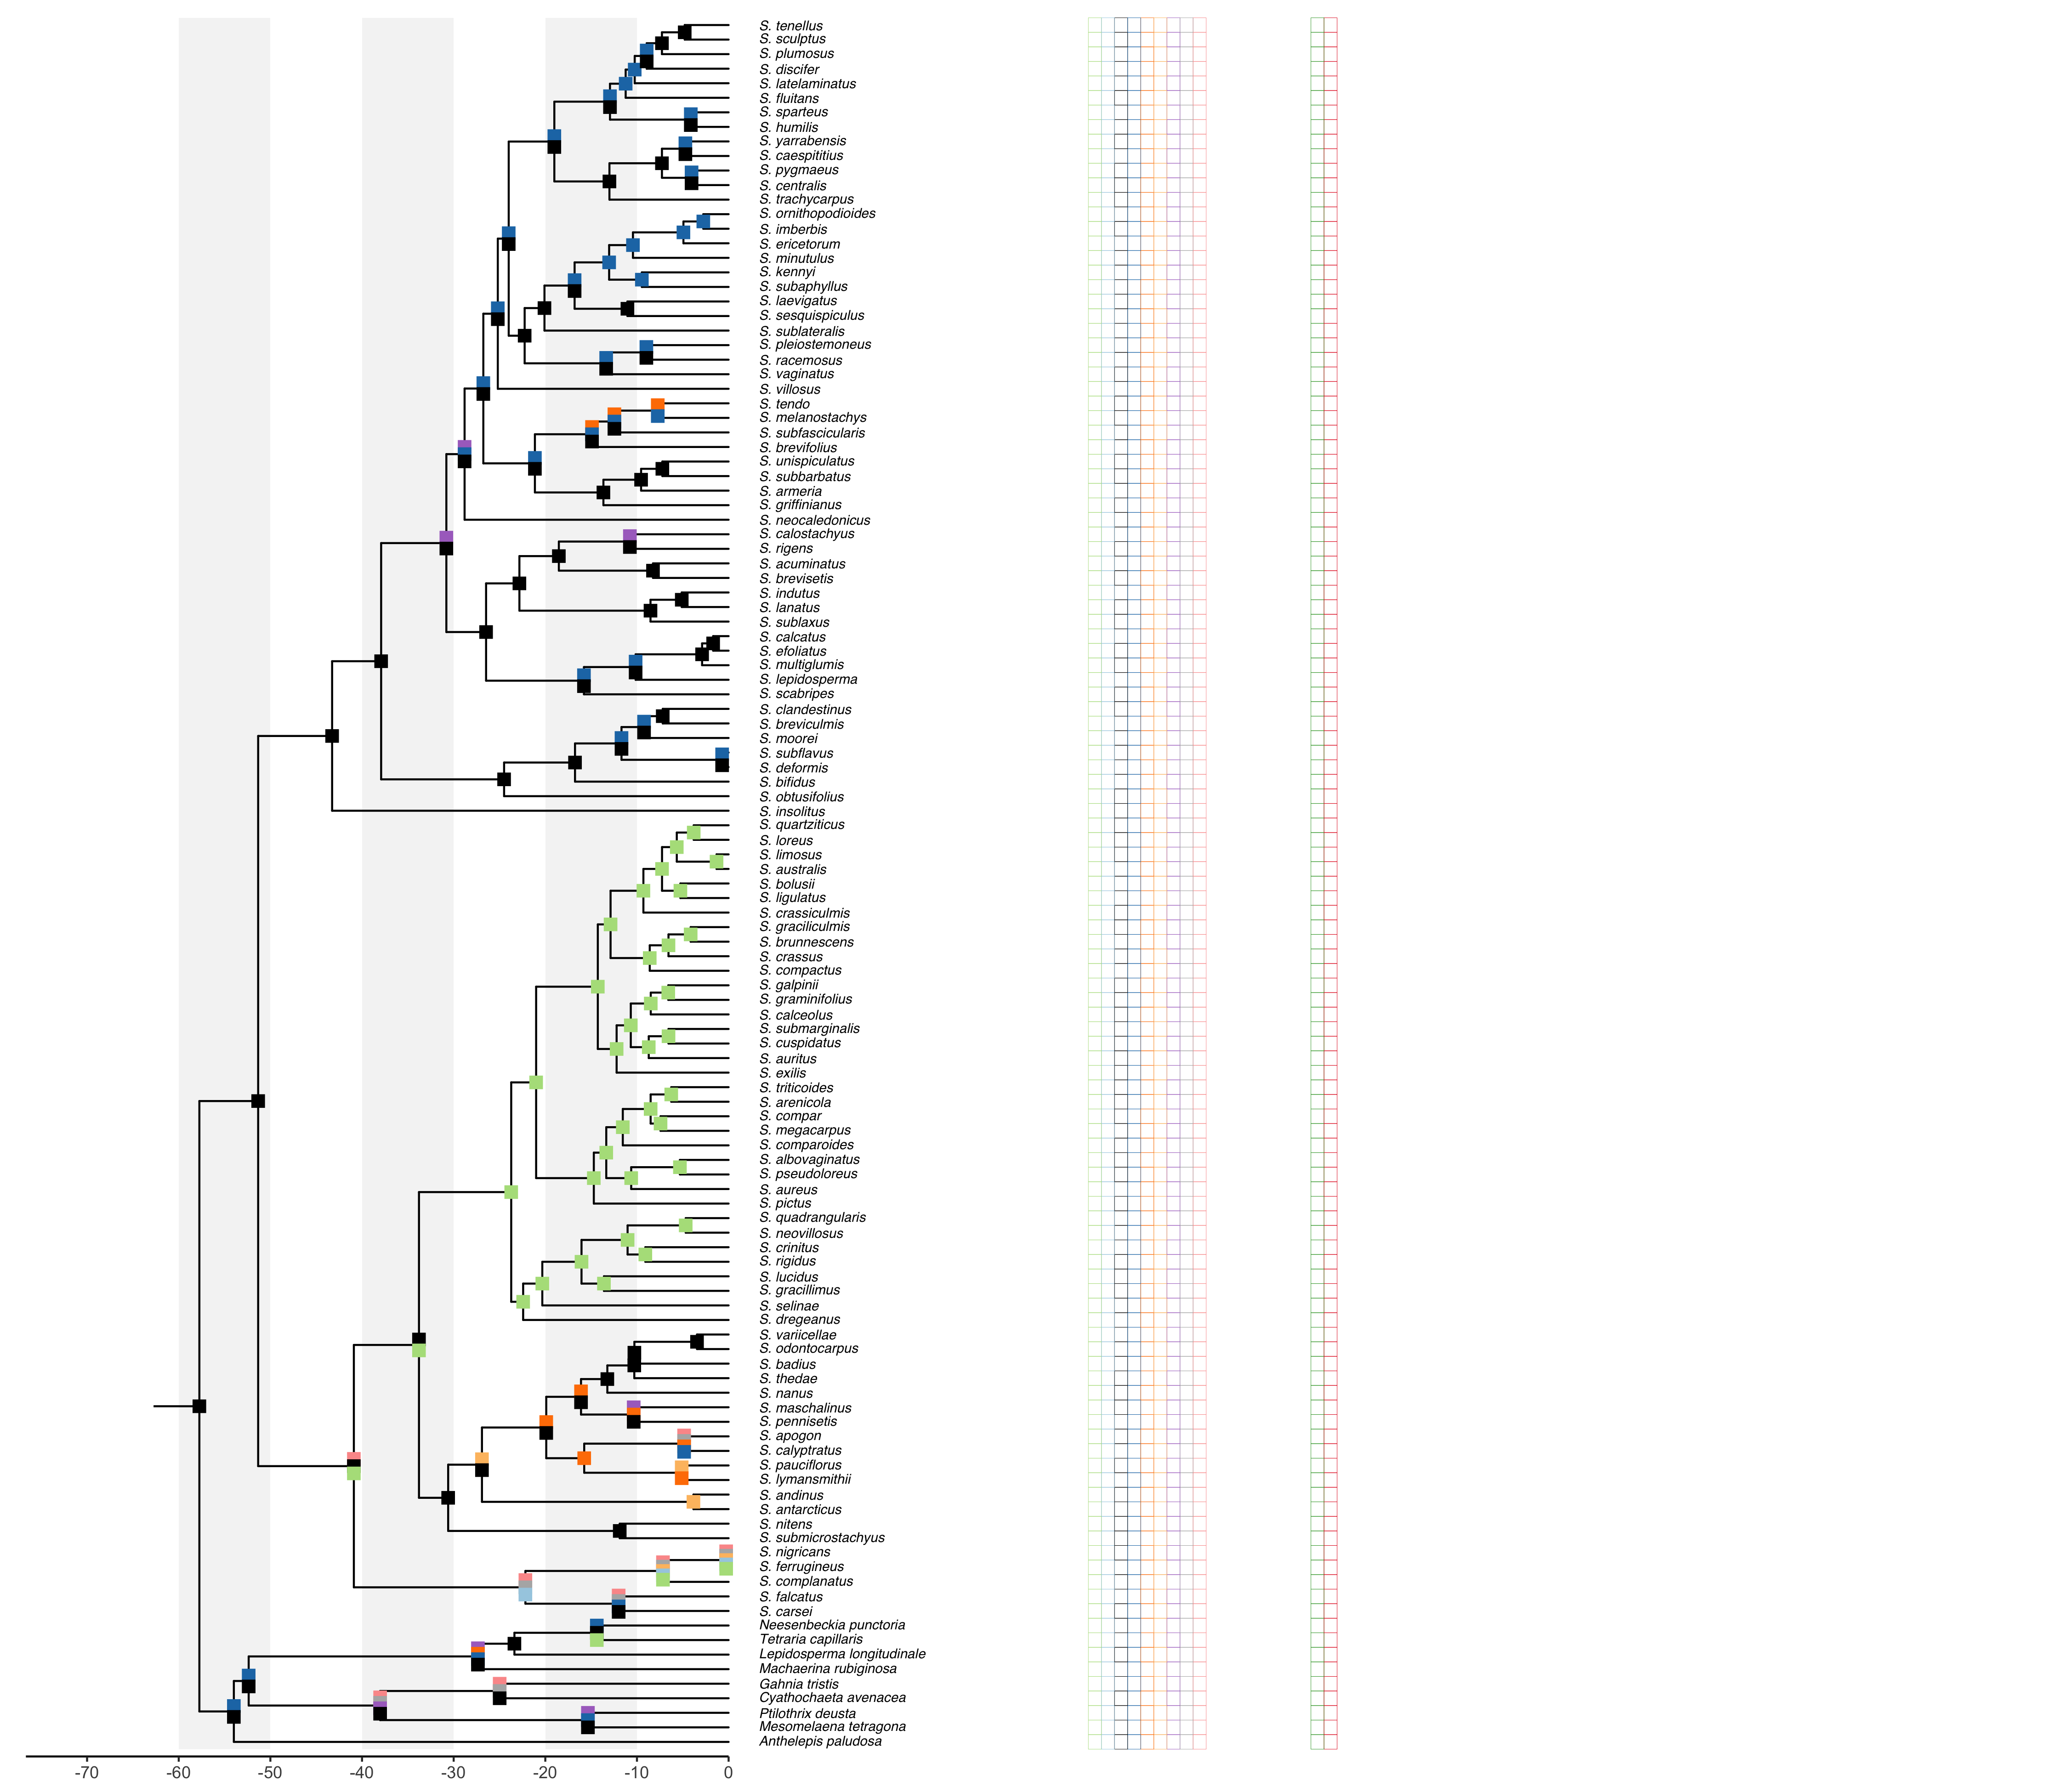 S. tenellus
S. sculptus
S. plumosus
S. discifer
S. latelaminatus
S. fluitans
S. sparteus
S. humilis
S. yarrabensis
S. caespititius
S. pygmaeus
S. centralis
S. trachycarpus
S. ornithopodioides
S. imberbis
S. ericetorum
S. minutulus
S. kennyi
S. subaphyllus
S. laevigatus
S. sesquispiculus
S. sublateralis
S. pleiostemoneus
S. racemosus
S. vaginatus
S. villosus
S. tendo
S. melanostachys
S. subfascicularis
S. brevifolius
S. unispiculatus
S. subbarbatus
S. armeria
S. griffinianus
S. neocaledonicus
S. calostachyus
S. rigens
S. acuminatus
S. brevisetis
S. indutus
S. lanatus
S. sublaxus
S. calcatus
S. efoliatus
S. multiglumis
S. lepidosperma
S. scabripes
S. clandestinus
S. breviculmis
S. moorei
S. subflavus
S. deformis
S. bifidus
S. obtusifolius
S. insolitus
S. quartziticus
S. loreus
S. limosus
S. australis
S. bolusii
S. ligulatus
S. crassiculmis
S. graciliculmis
S. brunnescens
S. crassus
S. compactus
S. galpinii
S. graminifolius
S. calceolus
S. submarginalis
S. cuspidatus
S. auritus
S. exilis
S. triticoides
S. arenicola
S. compar
S. megacarpus
S. comparoides
S. albovaginatus
S. pseudoloreus
S. aureus
S. pictus
S. quadrangularis
S. neovillosus
S. crinitus
S. rigidus
S. lucidus
S. gracillimus
S. selinae
S. dregeanus
S. variicellae
S. odontocarpus
S. badius
S. thedae
S. nanus
S. maschalinus
S. pennisetis
S. apogon
S. calyptratus
S. pauciflorus
S. lymansmithii
S. andinus
S. antarcticus
S. nitens
S. submicrostachyus
S. nigricans
S. ferrugineus
S. complanatus
S. falcatus
S. carsei
Neesenbeckia punctoria
Tetraria capillaris
Lepidosperma longitudinale
Machaerina rubiginosa
Gahnia tristis
Cyathochaeta avenacea
Ptilothrix deusta
Mesomelaena tetragona
Anthelepis paludosa
-70 -60 -50 -40 -30 -20 -10 0